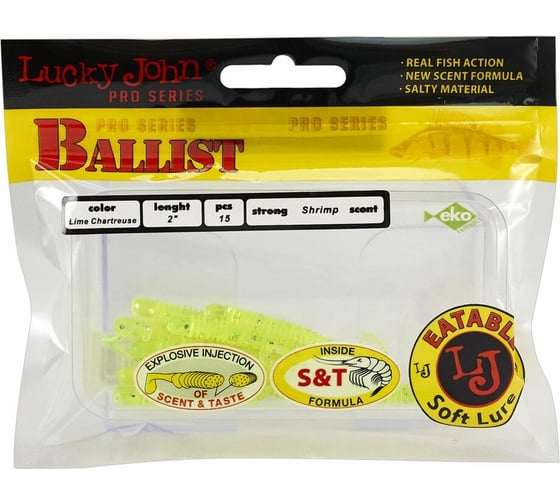 Lucky John®
PRO SERIES
· REAL FISH ACTION
· NEW SCENT FORMULA
· SALTY MATERIAL
PRO SERIES PRO SERIES
BALLIST
color lenght pcs strong Shrimp scent
Lime Chartreuse 2" 15
eko
EXPLOSIVE INJECTION
OF
SCENT & TASTE
INSIDE
S&T
FORMULA
EATABLE
LJ
LJ
Soft Lure